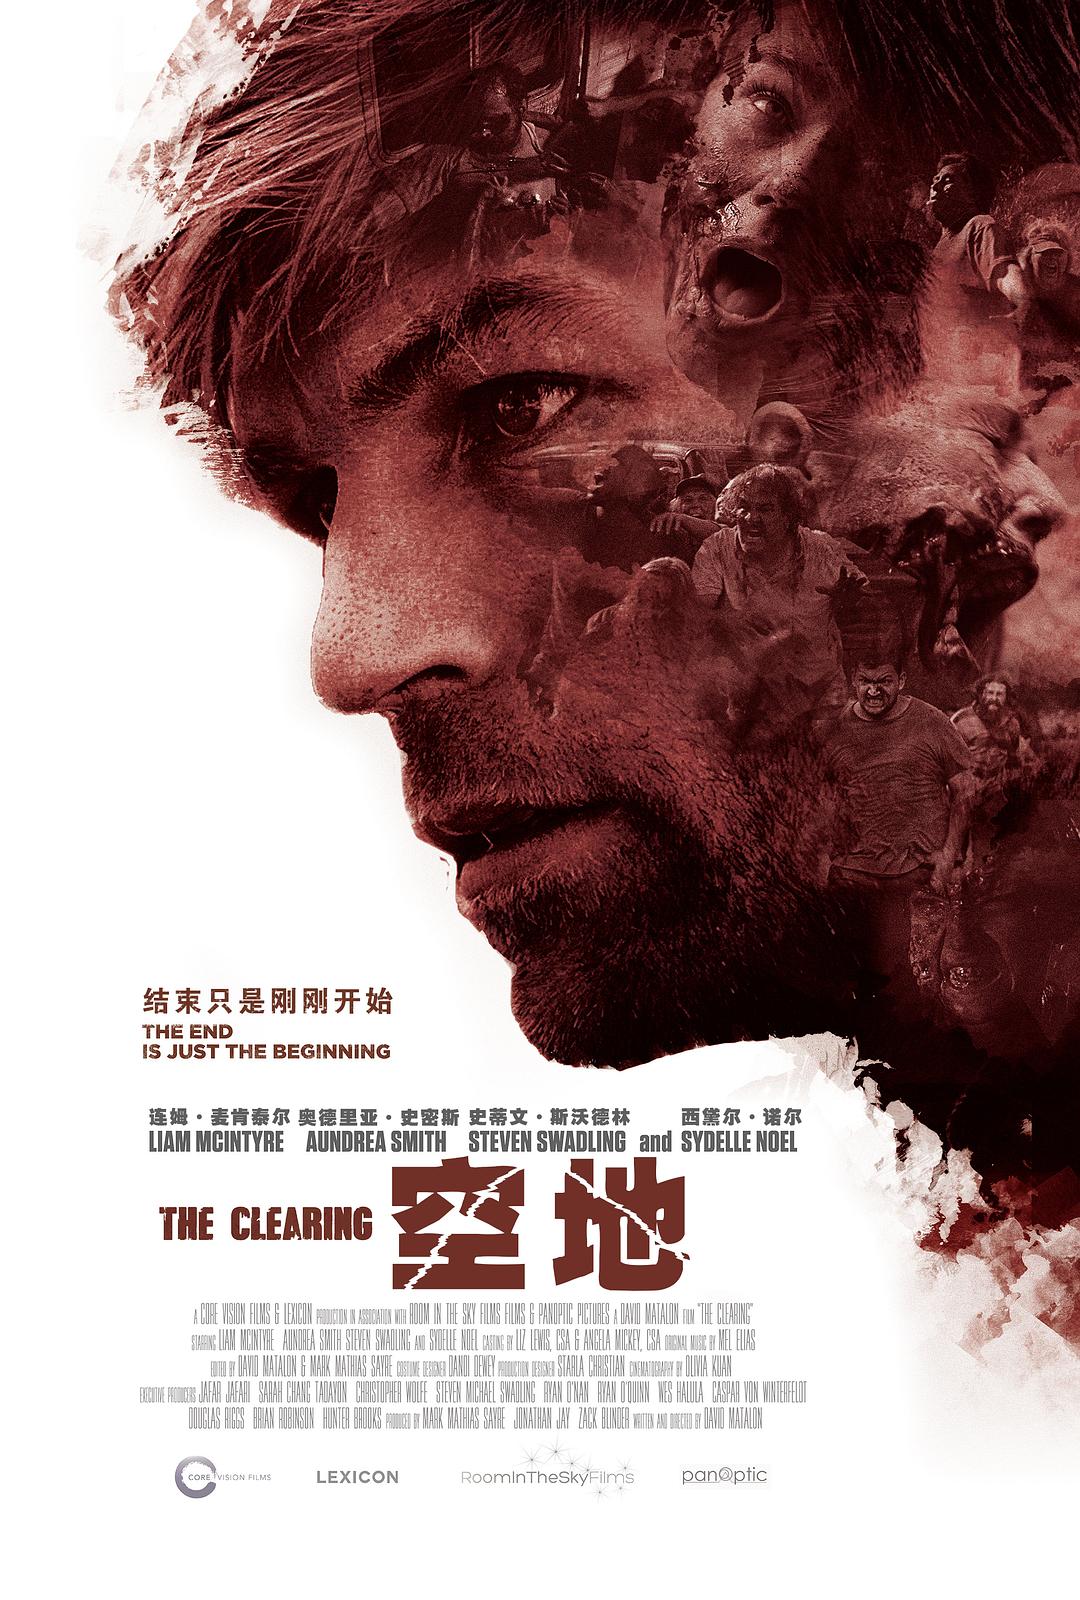 结束只是刚刚开始
THE END
IS JUST THE BEGINNING
连姆·麦肯泰尔 奥德里亚·史密斯 史蒂文·斯沃德林 西黛尔·诺尔
LIAM MCINTYRE AUNDREA SMITH STEVEN SWADLING and SYDELLE NOEL
THE CLEARING 空地
A CORE VISION FILMS & LEXICON PRODUCTION IN ASSOCIATION WITH ROOM IN THE SKY FILMS FILMS & PANOPTIC PICTURES A DAVID MATALON FILM "THE CLEARING"
STARRING LIAM MCINTYRE AUNDREA SMITH STEVEN SWADLING AND SYDELLE NOEL CASTING BY LIZ LEWIS, CSA & ANGELA MICKEY, CSA ORIGINAL MUSIC BY MEL ELIAS
EDITED BY DAVID MATALON & MARK MATHIAS SAYRE COSTUME DESIGNER DANDI DEWEY PRODUCTION DESIGNER STARLA CHRISTIAN CINEMATOGRAPHY BY OLIVIA KUAN
EXECUTIVE PRODUCERS JAFAR JAFARI SARAH CHANG TADAYON CHRISTOPHER WOLFE STEVEN MICHAEL SWADLING RYAN O'NAN RYAN O'QUINN WES HALULA CASPAR VON WINTERFELDT
DOUGLAS RIGGS BRIAN ROBINSON HUNTER BROOKS PRODUCED BY MARK MATHIAS SAYRE JONATHAN JAY ZACK BLINDER WRITTEN AND DIRECTED BY DAVID MATALON
CORE VISION FILMS LEXICON RoomInTheSkyFilms panoptic